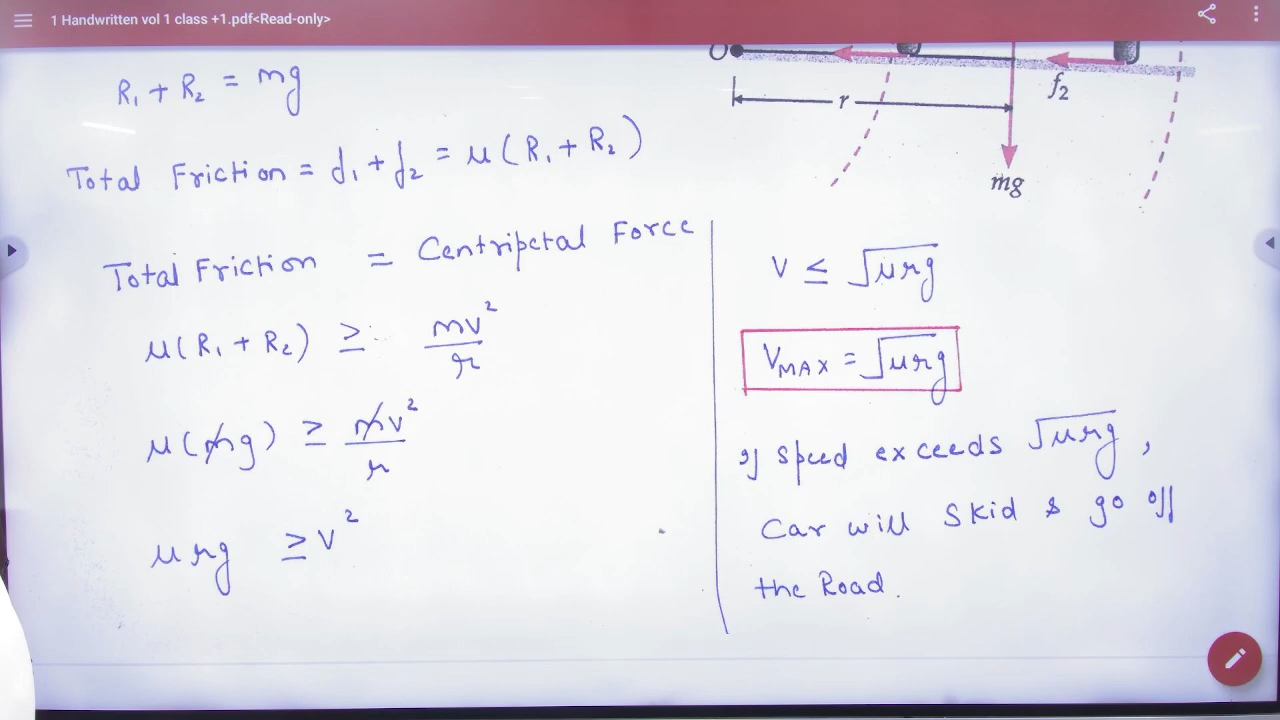 1 Handwritten vol 1 class +1.pdf<Read-only>
O
r
f₂
mg
R₁ + R₂ = mg
Total Friction = f₁ + f₂ = μ(R₁ + R₂)
Total Friction = Centripetal Force
μ(R₁ + R₂) ≥ mv²/r
μ(mg) ≥ mv²/r
μrg ≥ v²
V ≤ √μrg
VMAX = √μrg
If speed exceeds √μrg,
Car will skid & go off
the Road.